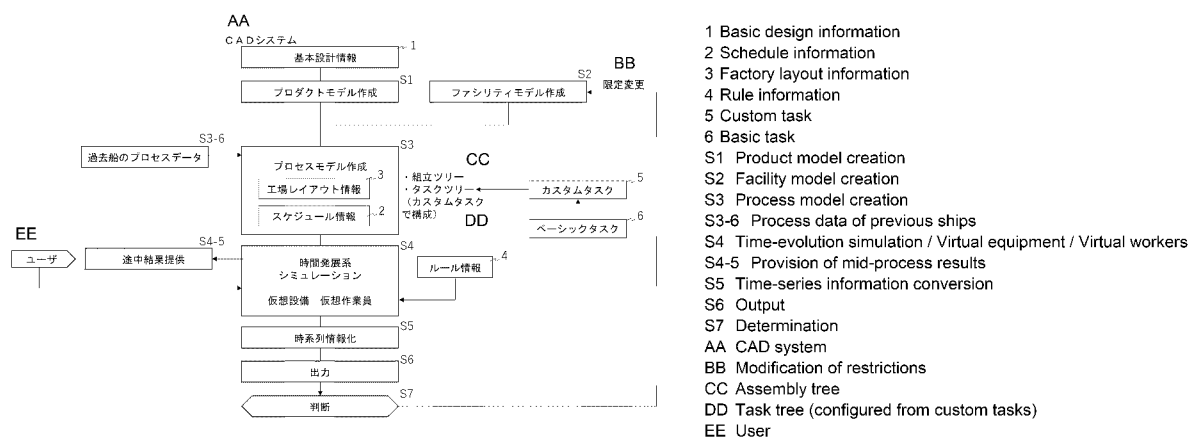 AA
CADシステム
1
基本設計情報
S1
プロダクトモデル作成
S2
ファシリティモデル作成
BB
限定変更
S3-6
過去船のプロセスデータ
S3
プロセスモデル作成
3
工場レイアウト情報
2
スケジュール情報
CC
・組立ツリー
・タスクツリー
(カスタムタスク
で構成)
DD
5
カスタムタスク
6
ベーシックタスク
EE
ユーザ
S4-5
途中結果提供
S4
時間発展系
シミュレーション
仮想設備 仮想作業員
4
ルール情報
S5
時系列情報化
S6
出力
S7
判断
1 Basic design information
2 Schedule information
3 Factory layout information
4 Rule information
5 Custom task
6 Basic task
S1 Product model creation
S2 Facility model creation
S3 Process model creation
S3-6 Process data of previous ships
S4 Time-evolution simulation / Virtual equipment / Virtual workers
S4-5 Provision of mid-process results
S5 Time-series information conversion
S6 Output
S7 Determination
AA CAD system
BB Modification of restrictions
CC Assembly tree
DD Task tree (configured from custom tasks)
EE User